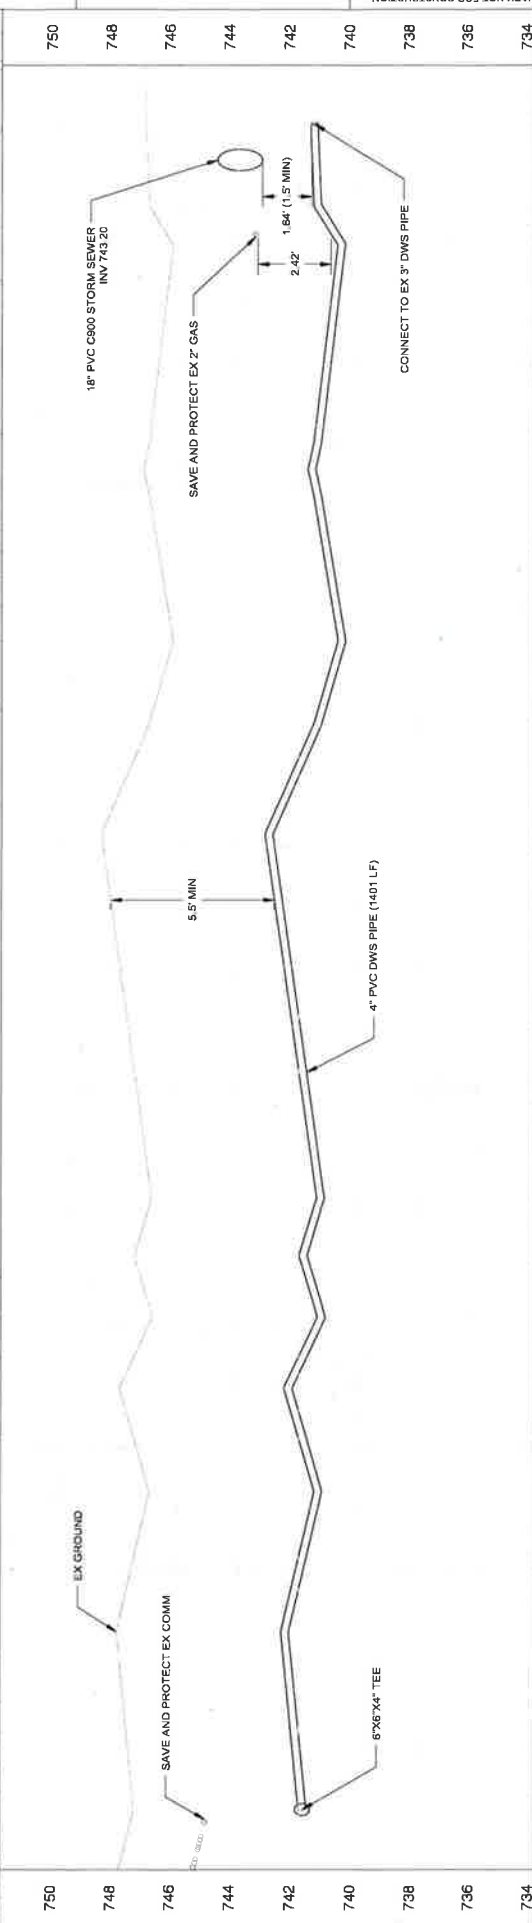 750
748
746
744
742
740
738
736
734
EX GROUND
SAVE AND PROTECT EX COMM
6"X6"X4" TEE
5.5' MIN
4" PVC DWS PIPE (1401 LF)
18" PVC C900 STORM SEWER
INV 743 20
SAVE AND PROTECT EX 2" GAS
2.42'
1.84' (1.5' MIN)
CONNECT TO EX 3" DWS PIPE
750
748
746
744
742
740
738
736
734